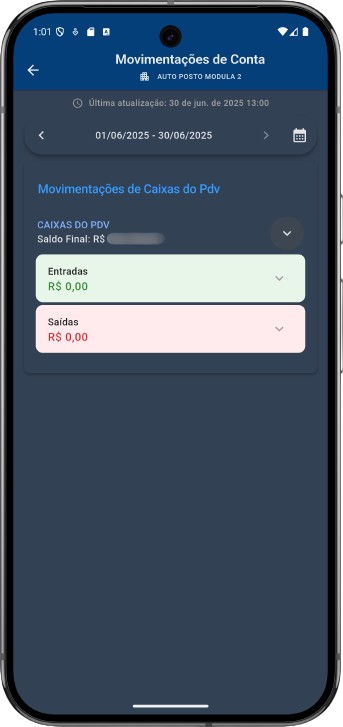 1:01
Movimentações de Conta
AUTO POSTO MODULA 2
Última atualização: 30 de jun. de 2025 13:00
01/06/2025 - 30/06/2025
Movimentações de Caixas do Pdv
CAIXAS DO PDV
Saldo Final: R$
Entradas
R$ 0,00
Saídas
R$ 0,00